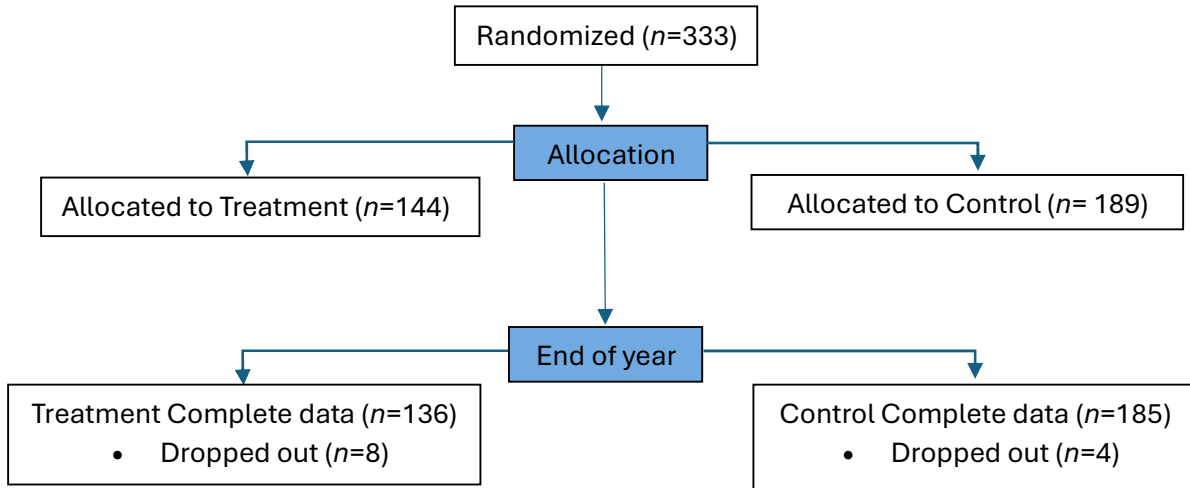 Randomized (n=333)
Allocation
Allocated to Treatment (n=144)
Allocated to Control (n= 189)
End of year
Treatment Complete data (n=136)
• Dropped out (n=8)
Control Complete data (n=185)
• Dropped out (n=4)